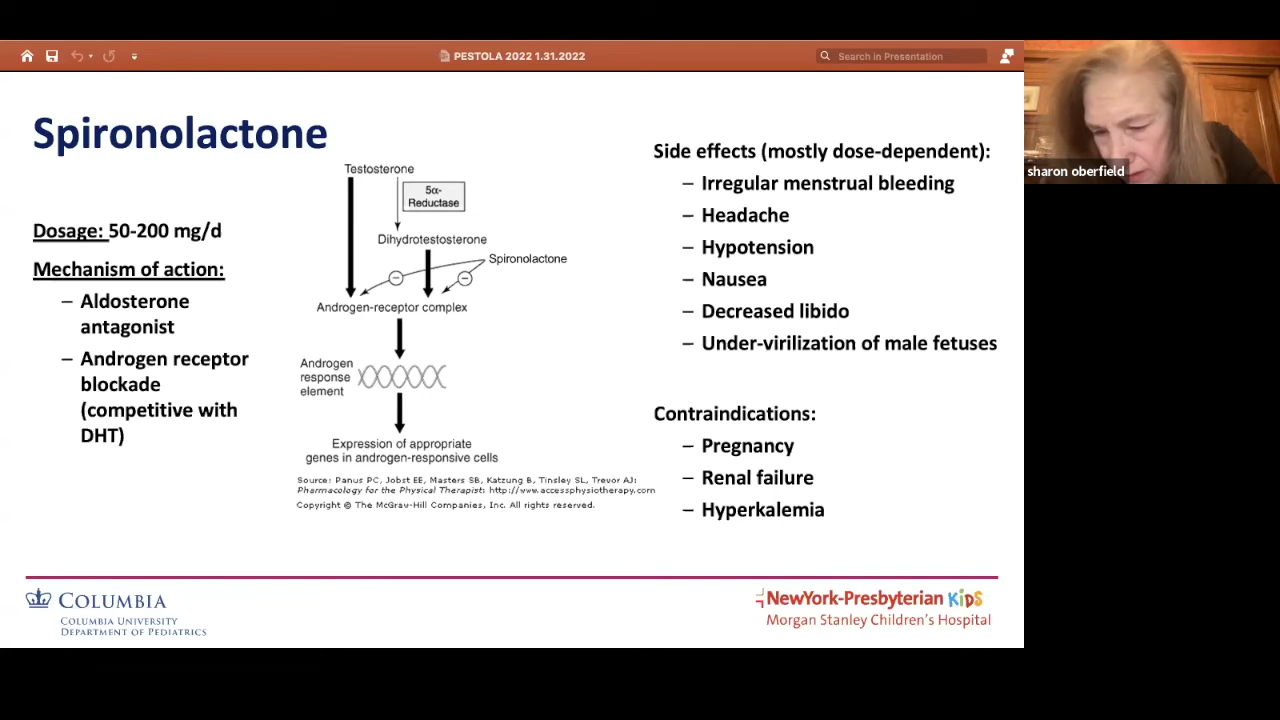 PESTOLA 2022 1.31.2022
Search in Presentation
sharon oberfield
Spironolactone
Dosage: 50-200 mg/d
Mechanism of action:
– Aldosterone
antagonist
– Androgen receptor
blockade
(competitive with
DHT)
Testosterone
5α-
Reductase
Dihydrotestosterone
Spironolactone
Androgen-receptor complex
Androgen
response
element
Expression of appropriate
genes in androgen-responsive cells
Source: Panus PC, Jobst EE, Masters SB, Katzung B, Tinsley SL, Trevor AJ:
Pharmacology for the Physical Therapist: http://www.accessphysiotherapy.com
Copyright © The McGraw-Hill Companies, Inc. All rights reserved.
Side effects (mostly dose-dependent):
– Irregular menstrual bleeding
– Headache
– Hypotension
– Nausea
– Decreased libido
– Under-virilization of male fetuses
Contraindications:
– Pregnancy
– Renal failure
– Hyperkalemia
COLUMBIA
COLUMBIA UNIVERSITY
DEPARTMENT OF PEDIATRICS
NewYork-Presbyterian KiDS
Morgan Stanley Children's Hospital